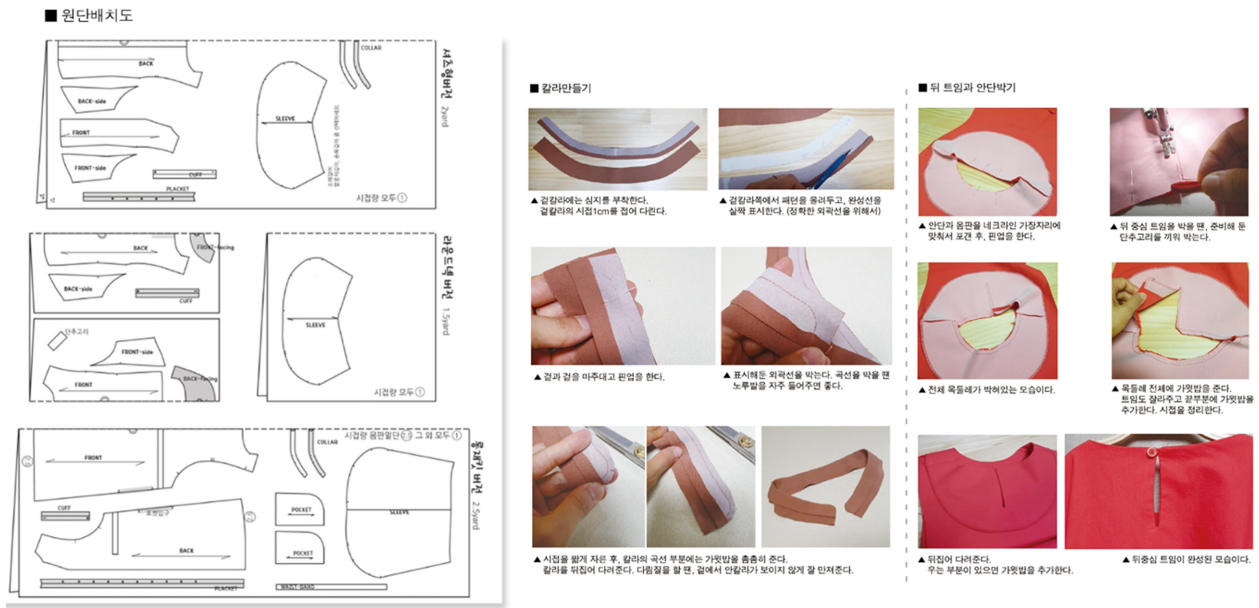 ■ 원단배치도
COLLAR
BACK
BACK-side
FRONT
FRONT-side
SLEEVE
CUFF
PLACKET
시접량 모두①
셔츠형버전 2yard
BACK
FRONT-facing
BACK-side
CUFF
단추고리
FRONT-side
FRONT
BACK-facing
SLEEVE
시접량 모두①
라운드넥버전 1.5yard
그 외 모두①
COLLAR
FRONT
CUFF
BACK
POCKET
POCKET
SLEEVE
PLACKET
WAIST-BAND
롱재킷 버전 2.5yard
■ 칼라만들기
▲ 겉칼라에는 심지를 부착한다.
겉칼라의 시접1cm를 접어 다린다.
▲ 겉칼라쪽에서 패턴을 올려두고, 완성선을
살짝 표시한다. (정확한 외곽선을 위해서)
▲ 겉과 겉을 마주대고 핀업을 한다.
▲ 표시해둔 외곽선을 박는다. 곡선을 박을 땐
노루발을 자주 들어주면 좋다.
▲ 시접을 짧게 자른 후, 칼라의 곡선 부분에는 가윗밥을 촘촘히 준다.
칼라를 뒤집어 다려준다. 다림질을 할 땐, 겉에서 안칼라가 보이지 않게 잘 만져준다.
■ 뒤 트임과 안단박기
▲ 안단과 몸판을 네크라인 가장자리에
맞춰서 포갠 후, 핀업을 한다.
▲ 뒤 중심 트임을 박을 땐, 준비해 둔
단추고리를 끼워 박는다.
▲ 전체 목둘레가 박혀있는 모습이다.
▲ 목둘레 전체에 가윗밥을 준다.
트임도 잘라주고 끝부분에 가윗밥을
추가한다. 시접을 정리한다.
▲ 뒤집어 다려준다.
우는 부분이 있으면 가윗밥을 추가한다.
▲ 뒤중심 트임이 완성된 모습이다.